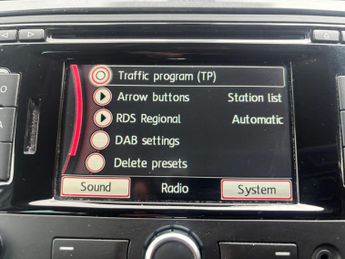 Traffic program (TP)
Arrow buttons Station list
RDS Regional Automatic
DAB settings
Delete presets
Sound Radio System